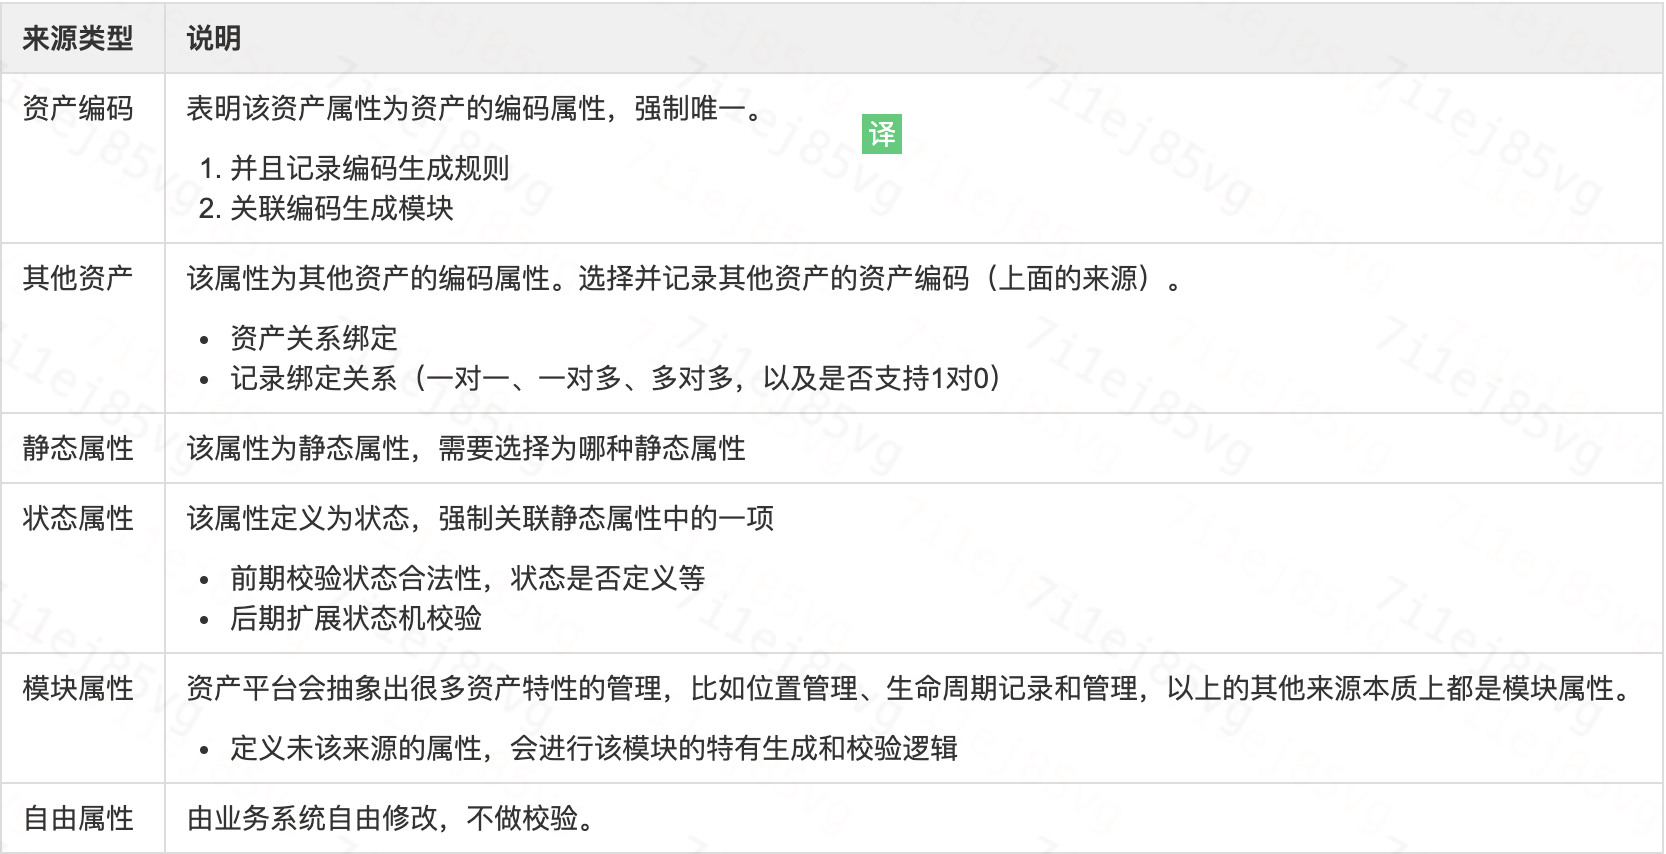 来源类型 说明
资产编码 表明该资产属性为资产的编码属性，强制唯一。
译
1. 并且记录编码生成规则
2. 关联编码生成模块
其他资产 该属性为其他资产的编码属性。选择并记录其他资产的资产编码（上面的来源）。
• 资产关系绑定
• 记录绑定关系（一对一、一对多、多对多，以及是否支持1对0）
静态属性 该属性为静态属性，需要选择为哪种静态属性
状态属性 该属性定义为状态，强制关联静态属性中的一项
• 前期校验状态合法性，状态是否定义等
• 后期扩展状态机校验
模块属性 资产平台会抽象出很多资产特性的管理，比如位置管理、生命周期记录和管理，以上的其他来源本质上都是模块属性。
• 定义未该来源的属性，会进行该模块的特有生成和校验逻辑
自由属性 由业务系统自由修改，不做校验。
7i1ej85vg